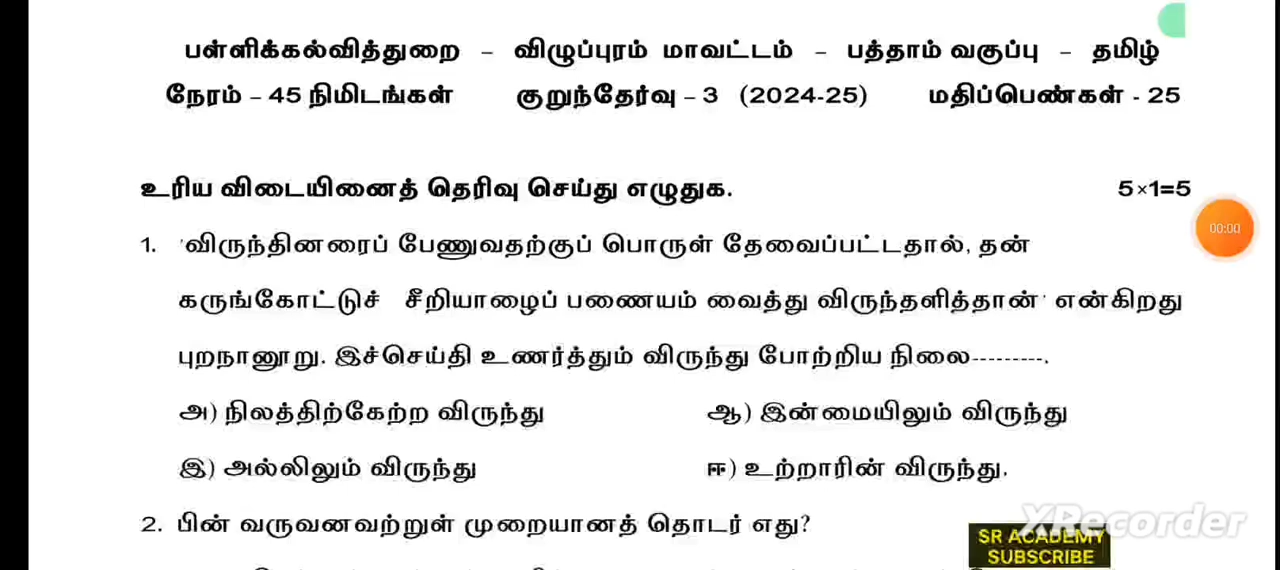 பள்ளிக்கல்வித்துறை – விழுப்புரம் மாவட்டம் – பத்தாம் வகுப்பு – தமிழ்
நேரம் – 45 நிமிடங்கள் குறுந்தேர்வு – 3 (2024-25) மதிப்பெண்கள் - 25
உரிய விடையினைத் தெரிவு செய்து எழுதுக. 5×1=5
00:00
1. 'விருந்தினரைப் பேணுவதற்குப் பொருள் தேவைப்பட்டதால், தன்
கருங்கோட்டுச் சீறியாழைப் பணையம் வைத்து விருந்தளித்தான்' என்கிறது
புறநானூறு. இச்செய்தி உணர்த்தும் விருந்து போற்றிய நிலை---------.
அ) நிலத்திற்கேற்ற விருந்து ஆ) இன்மையிலும் விருந்து
இ) அல்லிலும் விருந்து ஈ) உற்றாரின் விருந்து.
2. பின் வருவனவற்றுள் முறையானத் தொடர் எது?
XRecorder
SR ACADEMY
SUBSCRIBE